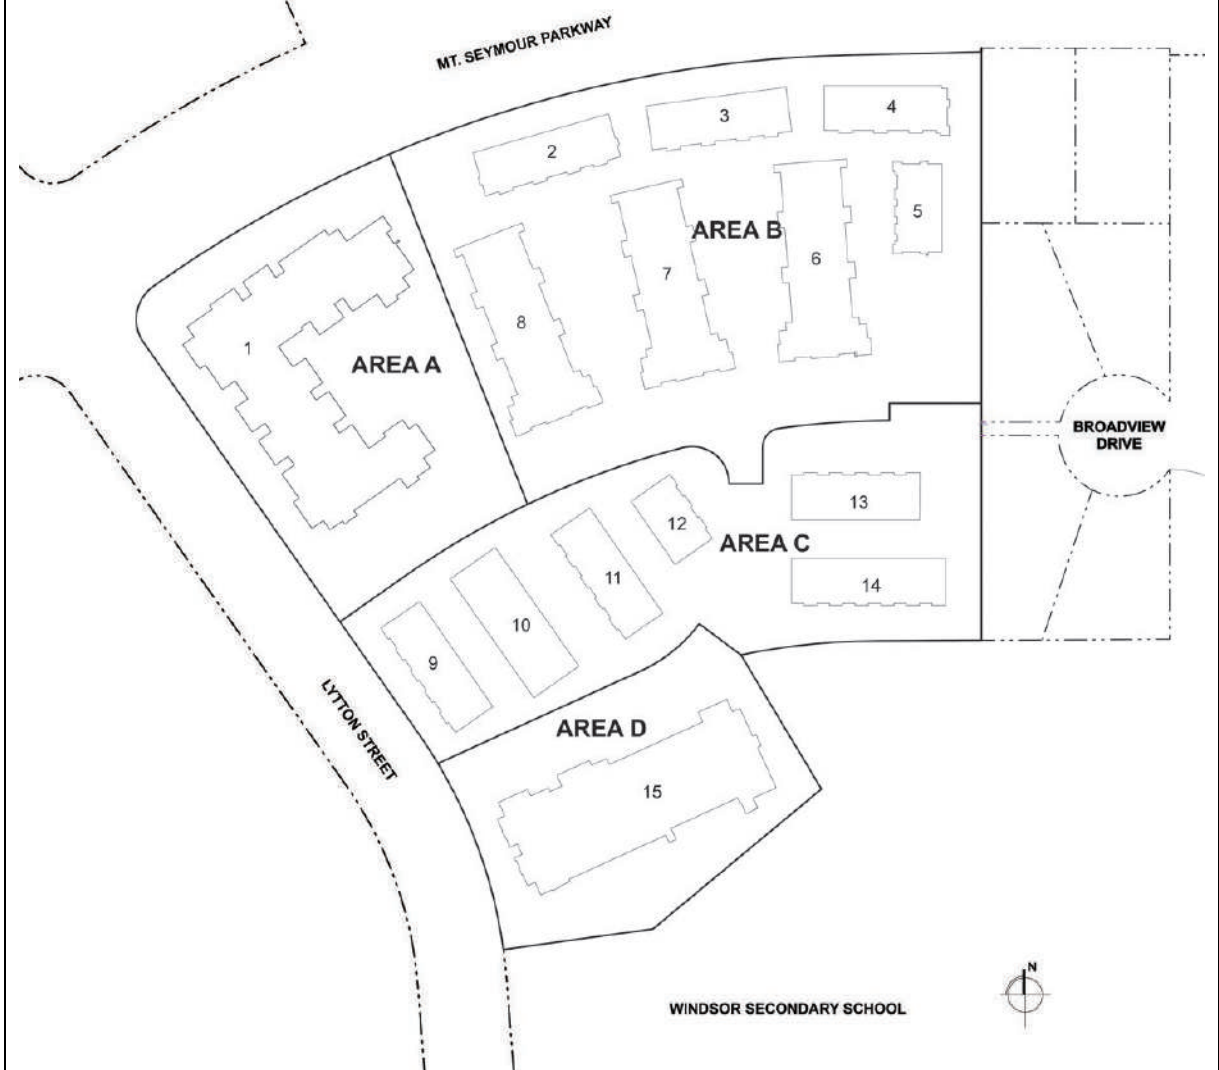 MT. SEYMOUR PARKWAY
4
3
2
5
AREA B
6
7
8
1
AREA A
BROADVIEW
DRIVE
13
12
AREA C
11
14
10
9
LYTTON STREET
AREA D
15
N
WINDSOR SECONDARY SCHOOL